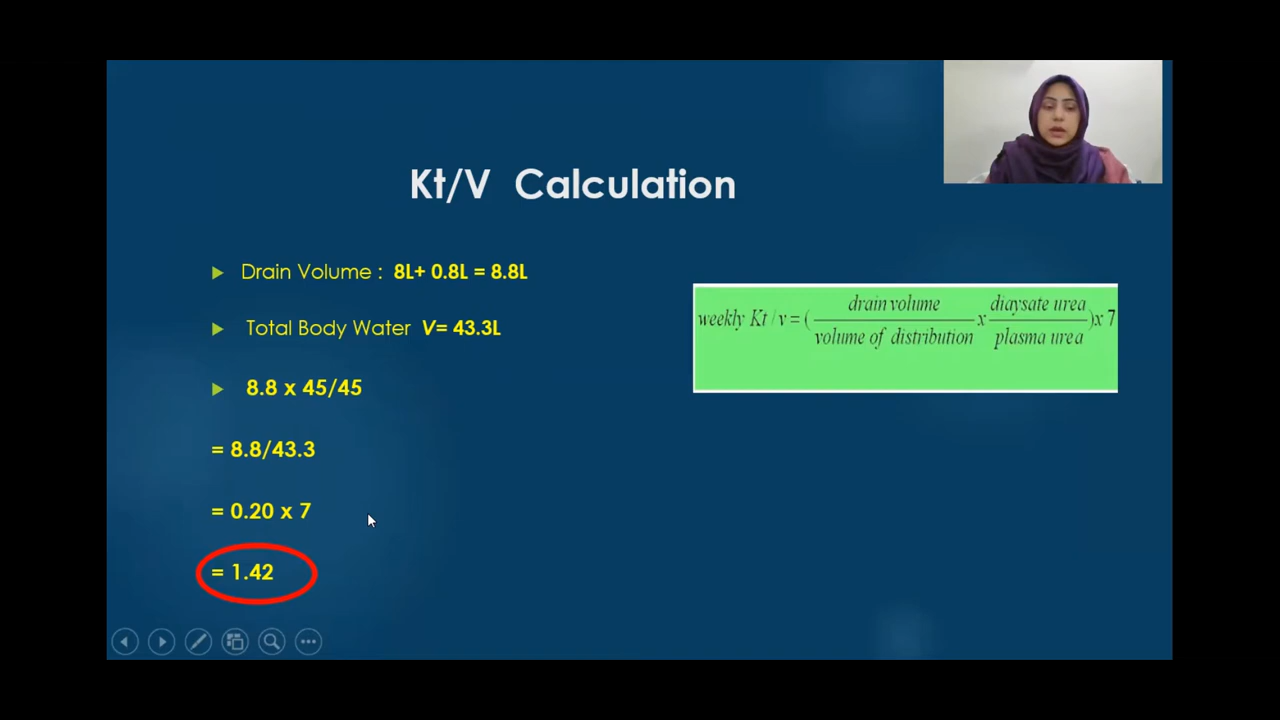 Kt/V Calculation
Drain Volume : 8L+ 0.8L = 8.8L
Total Body Water V= 43.3L
8.8 x 45/45
= 8.8/43.3
= 0.20 x 7
= 1.42
weekly Kt / v = ( drain volume / volume of distribution x diaysate urea / plasma urea ) x 7